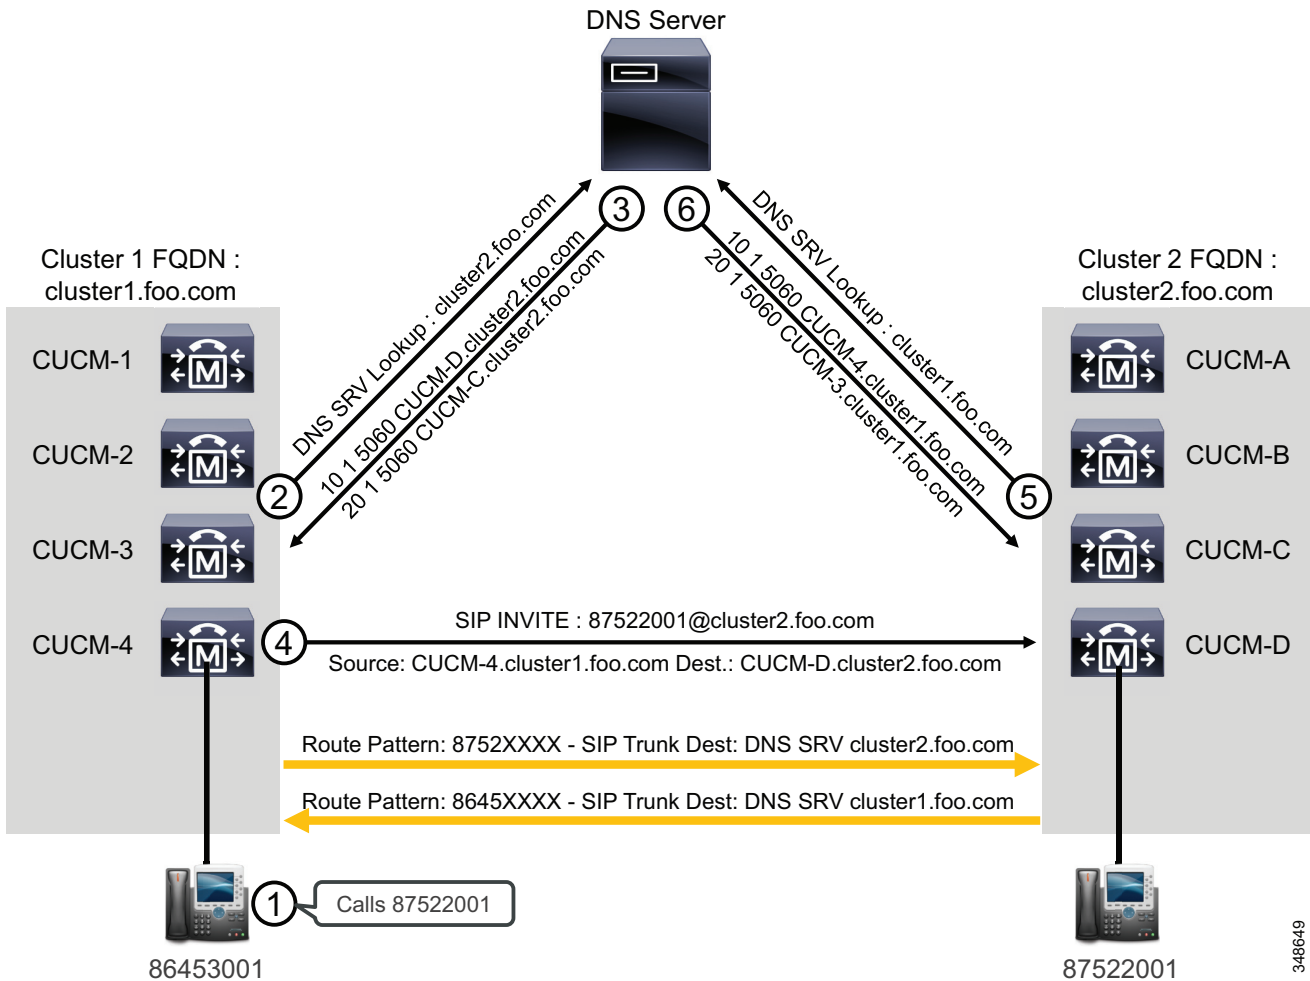 DNS Server
3
6
DNS SRV Lookup : cluster2.foo.com
10 1 5060 CUCM-D.cluster2.foo.com
20 1 5060 CUCM-C.cluster2.foo.com
DNS SRV Lookup : cluster1.foo.com
10 1 5060 CUCM-4.cluster1.foo.com
20 1 5060 CUCM-3.cluster1.foo.com
Cluster 1 FQDN :
cluster1.foo.com
Cluster 2 FQDN :
cluster2.foo.com
CUCM-1
M
M
CUCM-A
CUCM-2
M
2
5
M
CUCM-B
CUCM-3
M
M
CUCM-C
CUCM-4
M
4
SIP INVITE : 87522001@cluster2.foo.com
Source: CUCM-4.cluster1.foo.com Dest.: CUCM-D.cluster2.foo.com
M
CUCM-D
Route Pattern: 8752XXXX - SIP Trunk Dest: DNS SRV cluster2.foo.com
Route Pattern: 8645XXXX - SIP Trunk Dest: DNS SRV cluster1.foo.com
1
Calls 87522001
86453001
87522001
348649